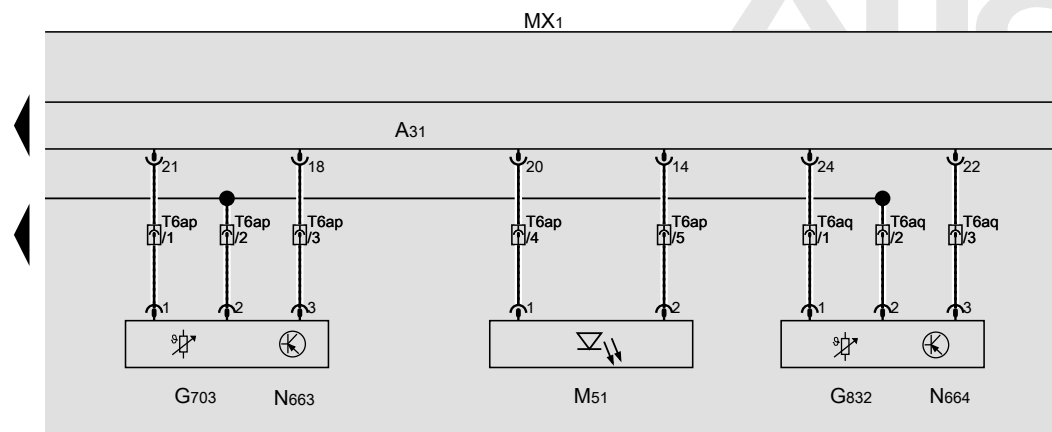 MX1
A31
21 18 20 14 24 22
T6ap T6ap T6ap T6ap T6ap T6aq T6aq T6aq
/1 /2 /3 /4 /5 /1 /2 /3
1 2 3 1 2 1 2 3
ϑ ϑ
G703 N663 M51 G832 N664